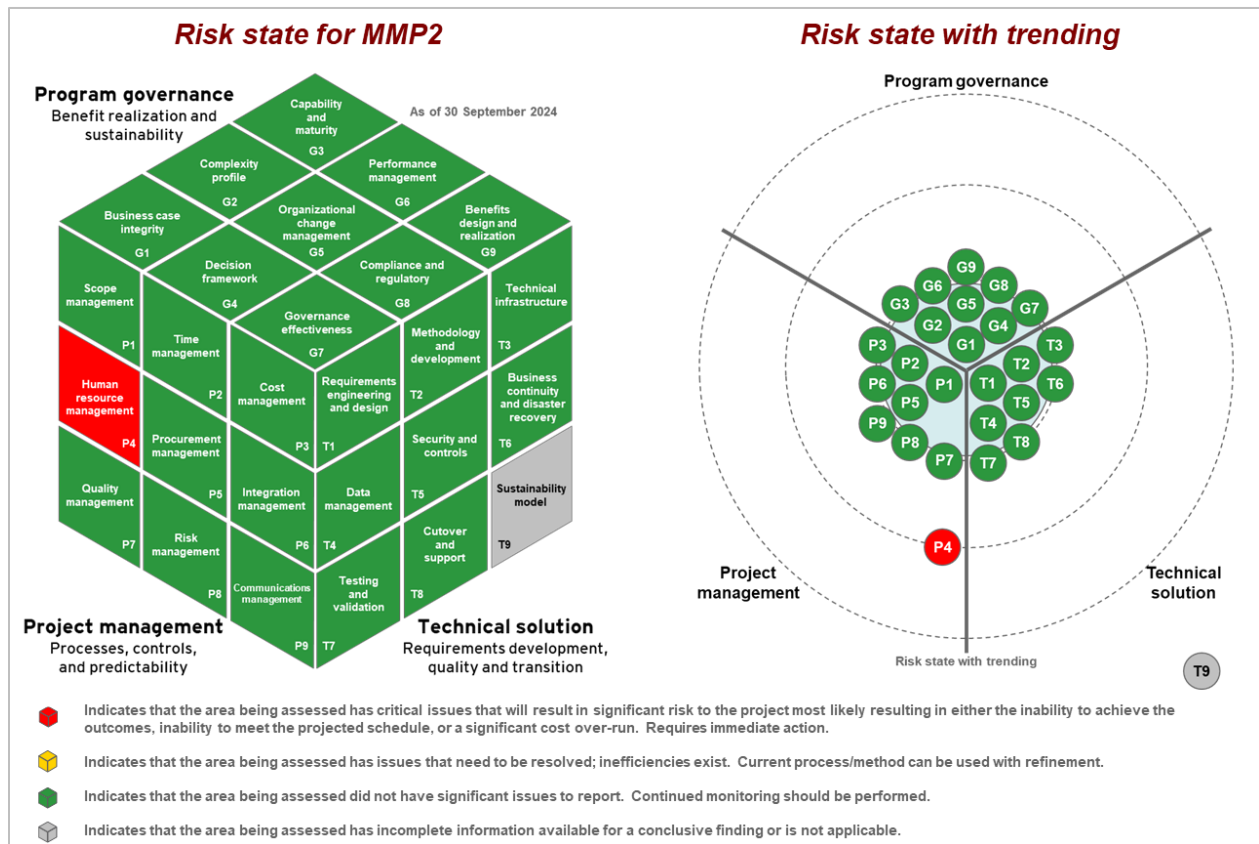 Risk state for MMP2
Program governance
Benefit realization and
sustainability
As of 30 September 2024
Capability
and
maturity
G3
Complexity
profile
G2
Performance
management
G6
Business case
integrity
G1
Organizational
change
management
G5
Benefits
design and
realization
G9
Decision
framework
G4
Compliance and
regulatory
G8
Governance
effectiveness
G7
Scope
management
P1
Time
management
P2
Cost
management
P3
Human
resource
management
P4
Procurement
management
P5
Integration
management
P6
Quality
management
P7
Risk
management
P8
Communications
management
P9
Requirements
engineering
and design
T1
Methodology
and
development
T2
Technical
infrastructure
T3
Data
management
T4
Security and
controls
T5
Business
continuity
and disaster
recovery
T6
Testing
and
validation
T7
Cutover
and
support
T8
Sustainability
model
T9
Project management
Processes, controls,
and predictability
Technical solution
Requirements development,
quality and transition
Risk state with trending
Program governance
G9
G6
G8
G3
G5
G7
G2
G4
G1
P3
P2
P6
P1
P5
P9
P8
P7
P4
T3
T2
T1
T6
T5
T4
T8
T7
Project
management
Technical
solution
Risk state with trending
T9
Indicates that the area being assessed has critical issues that will result in significant risk to the project most likely resulting in either the inability to achieve the
outcomes, inability to meet the projected schedule, or a significant cost over-run. Requires immediate action.
Indicates that the area being assessed has issues that need to be resolved; inefficiencies exist. Current process/method can be used with refinement.
Indicates that the area being assessed did not have significant issues to report. Continued monitoring should be performed.
Indicates that the area being assessed has incomplete information available for a conclusive finding or is not applicable.